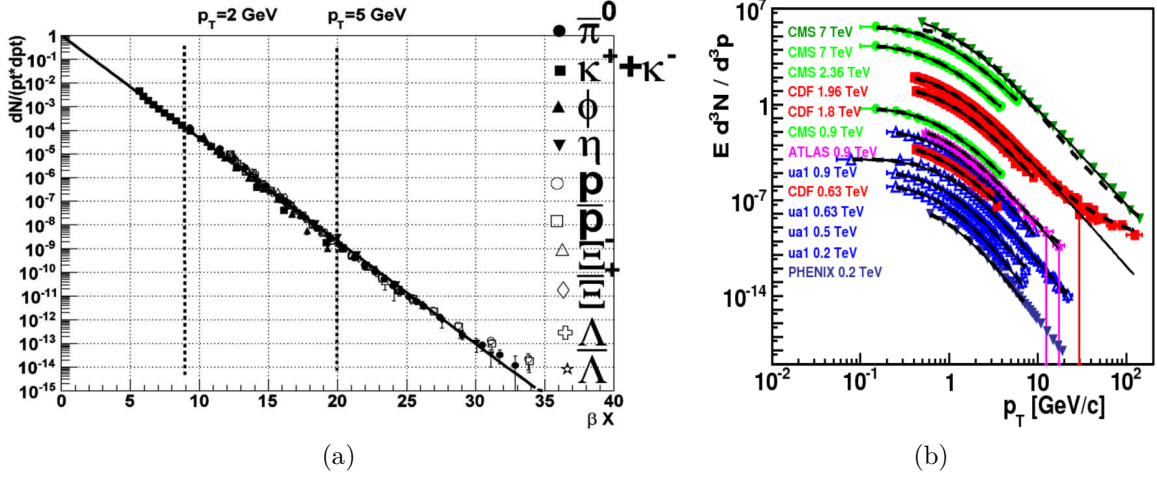 p_T=2 GeV p_T=5 GeV
dN/(pt*dpt)
1
10^-1
10^-2
10^-3
10^-4
10^-5
10^-6
10^-7
10^-8
10^-9
10^-10
10^-11
10^-12
10^-13
10^-14
10^-15
0 5 10 15 20 25 30 35 40
β X
π̅^0
κ^+ + κ^-
ϕ
η
p
p̅
Ξ^-
Ξ̅^+
Λ
Λ̅
(a)
E d^3N / d^3p
10^7
1
10^-7
10^-14
CMS 7 TeV
CMS 7 TeV
CMS 2.36 TeV
CDF 1.96 TeV
CDF 1.8 TeV
CMS 0.9 TeV
ATLAS 0.9 TeV
ua1 0.9 TeV
CDF 0.63 TeV
ua1 0.63 TeV
ua1 0.5 TeV
ua1 0.2 TeV
PHENIX 0.2 TeV
10^-2 10^-1 1 10 10^2
p_T [GeV/c]
(b)